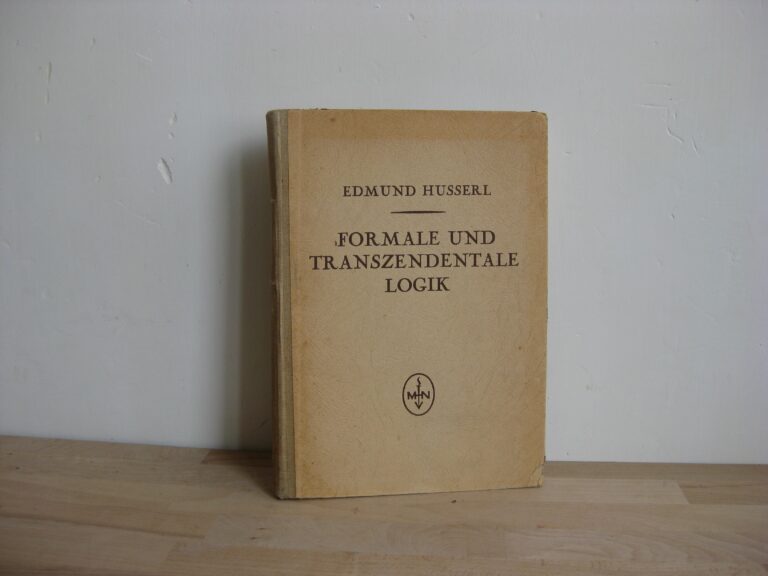 EDMUND HUSSERL
FORMALE UND
TRANSZENDENTALE
LOGIK
M N